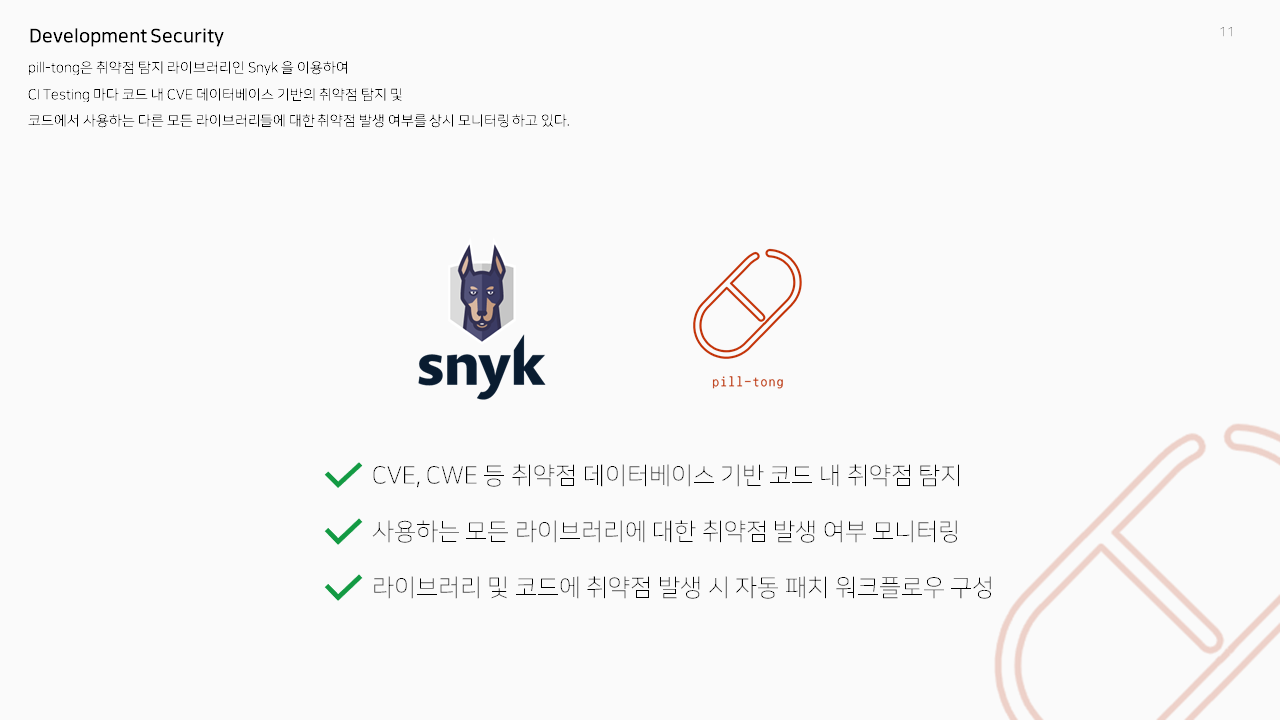 Development Security
11
pill-tong은 취약점 탐지 라이브러리인 Snyk 을 이용하여
CI Testing 마다 코드 내 CVE 데이터베이스 기반의 취약점 탐지 및
코드에서 사용하는 다른 모든 라이브러리들에 대한 취약점 발생 여부를 상시 모니터링 하고 있다.
snyk
pill-tong
CVE, CWE 등 취약점 데이터베이스 기반 코드 내 취약점 탐지
사용하는 모든 라이브러리에 대한 취약점 발생 여부 모니터링
라이브러리 및 코드에 취약점 발생 시 자동 패치 워크플로우 구성